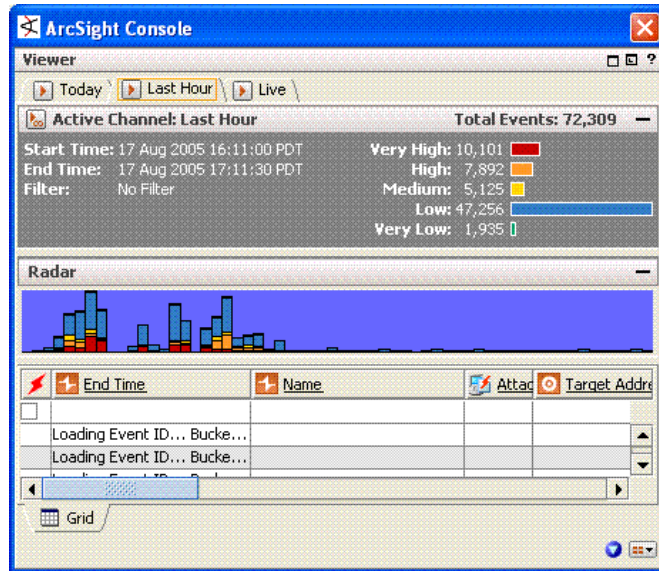 ArcSight Console
Viewer
?
Today
Last Hour
Live
Active Channel: Last Hour
Total Events: 72,309
Start Time: 17 Aug 2005 16:11:00 PDT
End Time: 17 Aug 2005 17:11:30 PDT
Filter: No Filter
Very High: 10,101
High: 7,892
Medium: 5,125
Low: 47,256
Very Low: 1,935
Radar
End Time
Name
Attac
Target Addre
Loading Event ID... Bucke...
Loading Event ID... Bucke...
Grid